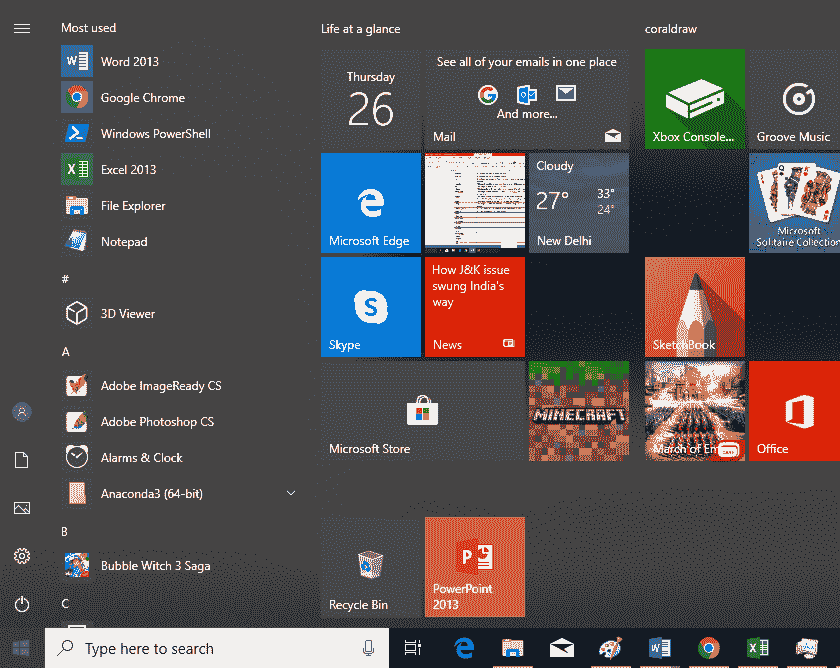 Most used
Word 2013
Google Chrome
Windows PowerShell
Excel 2013
File Explorer
Notepad
#
3D Viewer
A
Adobe ImageReady CS
Adobe Photoshop CS
Alarms & Clock
Anaconda3 (64-bit)
B
Bubble Witch 3 Saga
C
Life at a glance
Thursday
26
See all of your emails in one place
And more...
Mail
Microsoft Edge
Cloudy
27°
33°
24°
New Delhi
Skype
How J&K issue
swung India's
way
News
Microsoft Store
MINECRAFT
Recycle Bin
PowerPoint
2013
coraldraw
Xbox Console...
Groove Music
Microsoft
Solitaire Collection
SketchBook
March of Em
Office
Type here to search